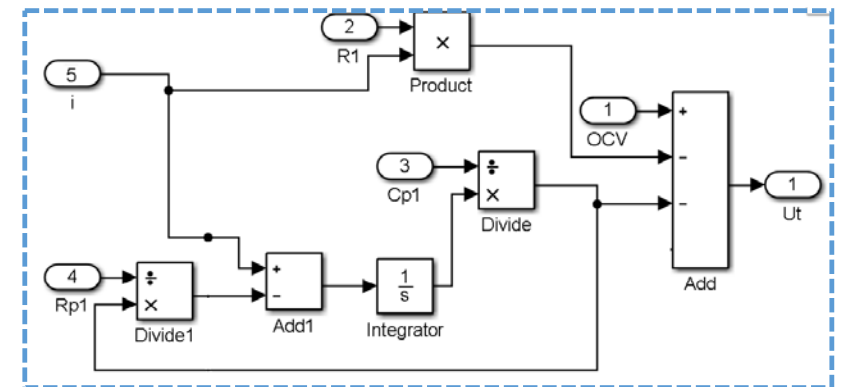 2
R1
×
Product
5
i
1
OCV
+
−
−
Add
1
Ut
3
Cp1
÷
×
Divide
4
Rp1
÷
×
Divide1
+
−
Add1
1
s
Integrator